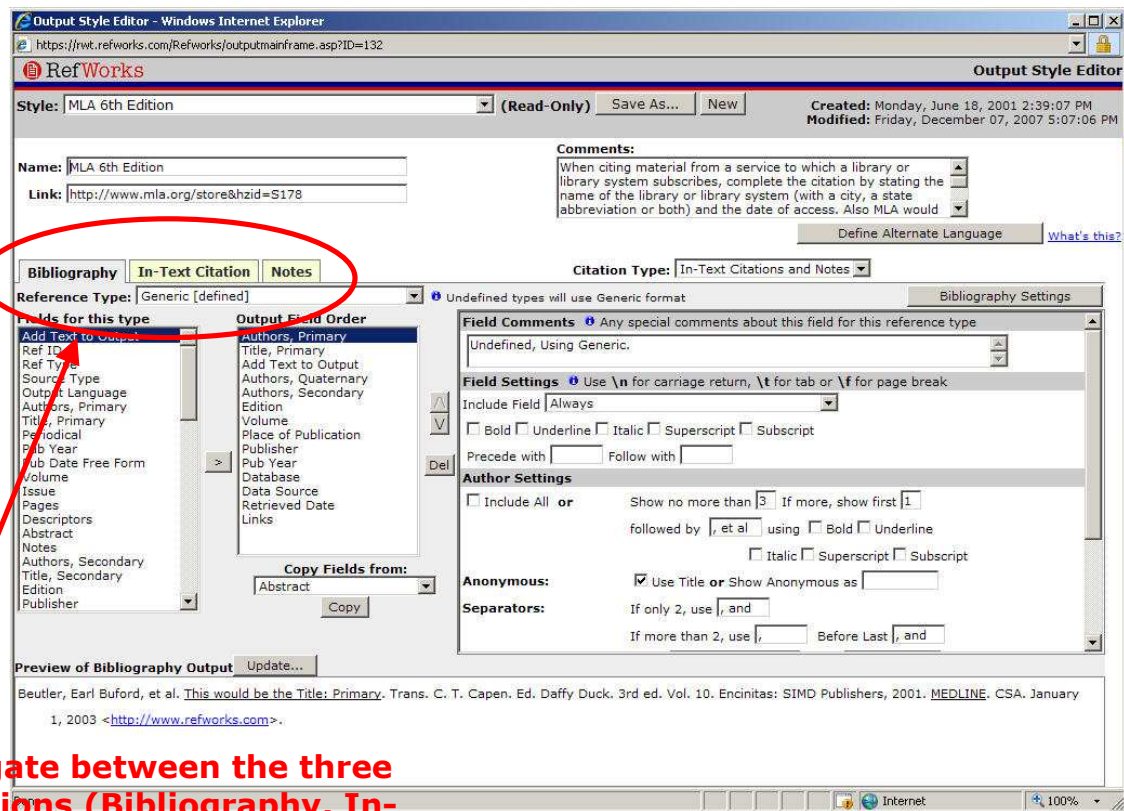 Output Style Editor - Windows Internet Explorer
https://rwt.refworks.com/Refworks/outputmainframe.asp?ID=132
RefWorks Output Style Editor
Style: MLA 6th Edition (Read-Only) Save As... New Created: Monday, June 18, 2001 2:39:07 PM
Modified: Friday, December 07, 2007 5:07:06 PM
Name: MLA 6th Edition
Link: http://www.mla.org/store&hzid=S178
Comments:
When citing material from a service to which a library or
library system subscribes, complete the citation by stating the
name of the library or library system (with a city, a state
abbreviation or both) and the date of access. Also MLA would
Define Alternate Language What's this?
Bibliography In-Text Citation Notes Citation Type: In-Text Citations and Notes
Reference Type: Generic [defined] Undefined types will use Generic format Bibliography Settings
Fields for this type
Add Text to Output
Ref ID
Ref Type
Source Type
Output Language
Authors, Primary
Title, Primary
Periodical
Pub Year
Pub Date Free Form
Volume
Issue
Pages
Descriptors
Abstract
Notes
Authors, Secondary
Title, Secondary
Edition
Publisher
>
Output Field Order
Authors, Primary
Title, Primary
Add Text to Output
Authors, Quaternary
Authors, Secondary
Edition
Volume
Place of Publication
Publisher
Pub Year
Database
Data Source
Retrieved Date
Links
Del
Copy Fields from:
Abstract
Copy
Field Comments Any special comments about this field for this reference type
Undefined, Using Generic.
Field Settings Use \n for carriage return, \t for tab or \f for page break
Include Field Always
Bold Underline Italic Superscript Subscript
Precede with Follow with
Author Settings
Include All or Show no more than 3 If more, show first 1
followed by , et al using Bold Underline
Italic Superscript Subscript
Anonymous: Use Title or Show Anonymous as
Separators: If only 2, use , and
If more than 2, use , Before Last , and
Preview of Bibliography Output Update...
Beutler, Earl Buford, et al. This would be the Title: Primary. Trans. C. T. Capen. Ed. Daffy Duck. 3rd ed. Vol. 10. Encinitas: SIMD Publishers, 2001. MEDLINE. CSA. January
1, 2003 <http://www.refworks.com>.
gate between the three
ions (Bibliography, In-
Internet 100%